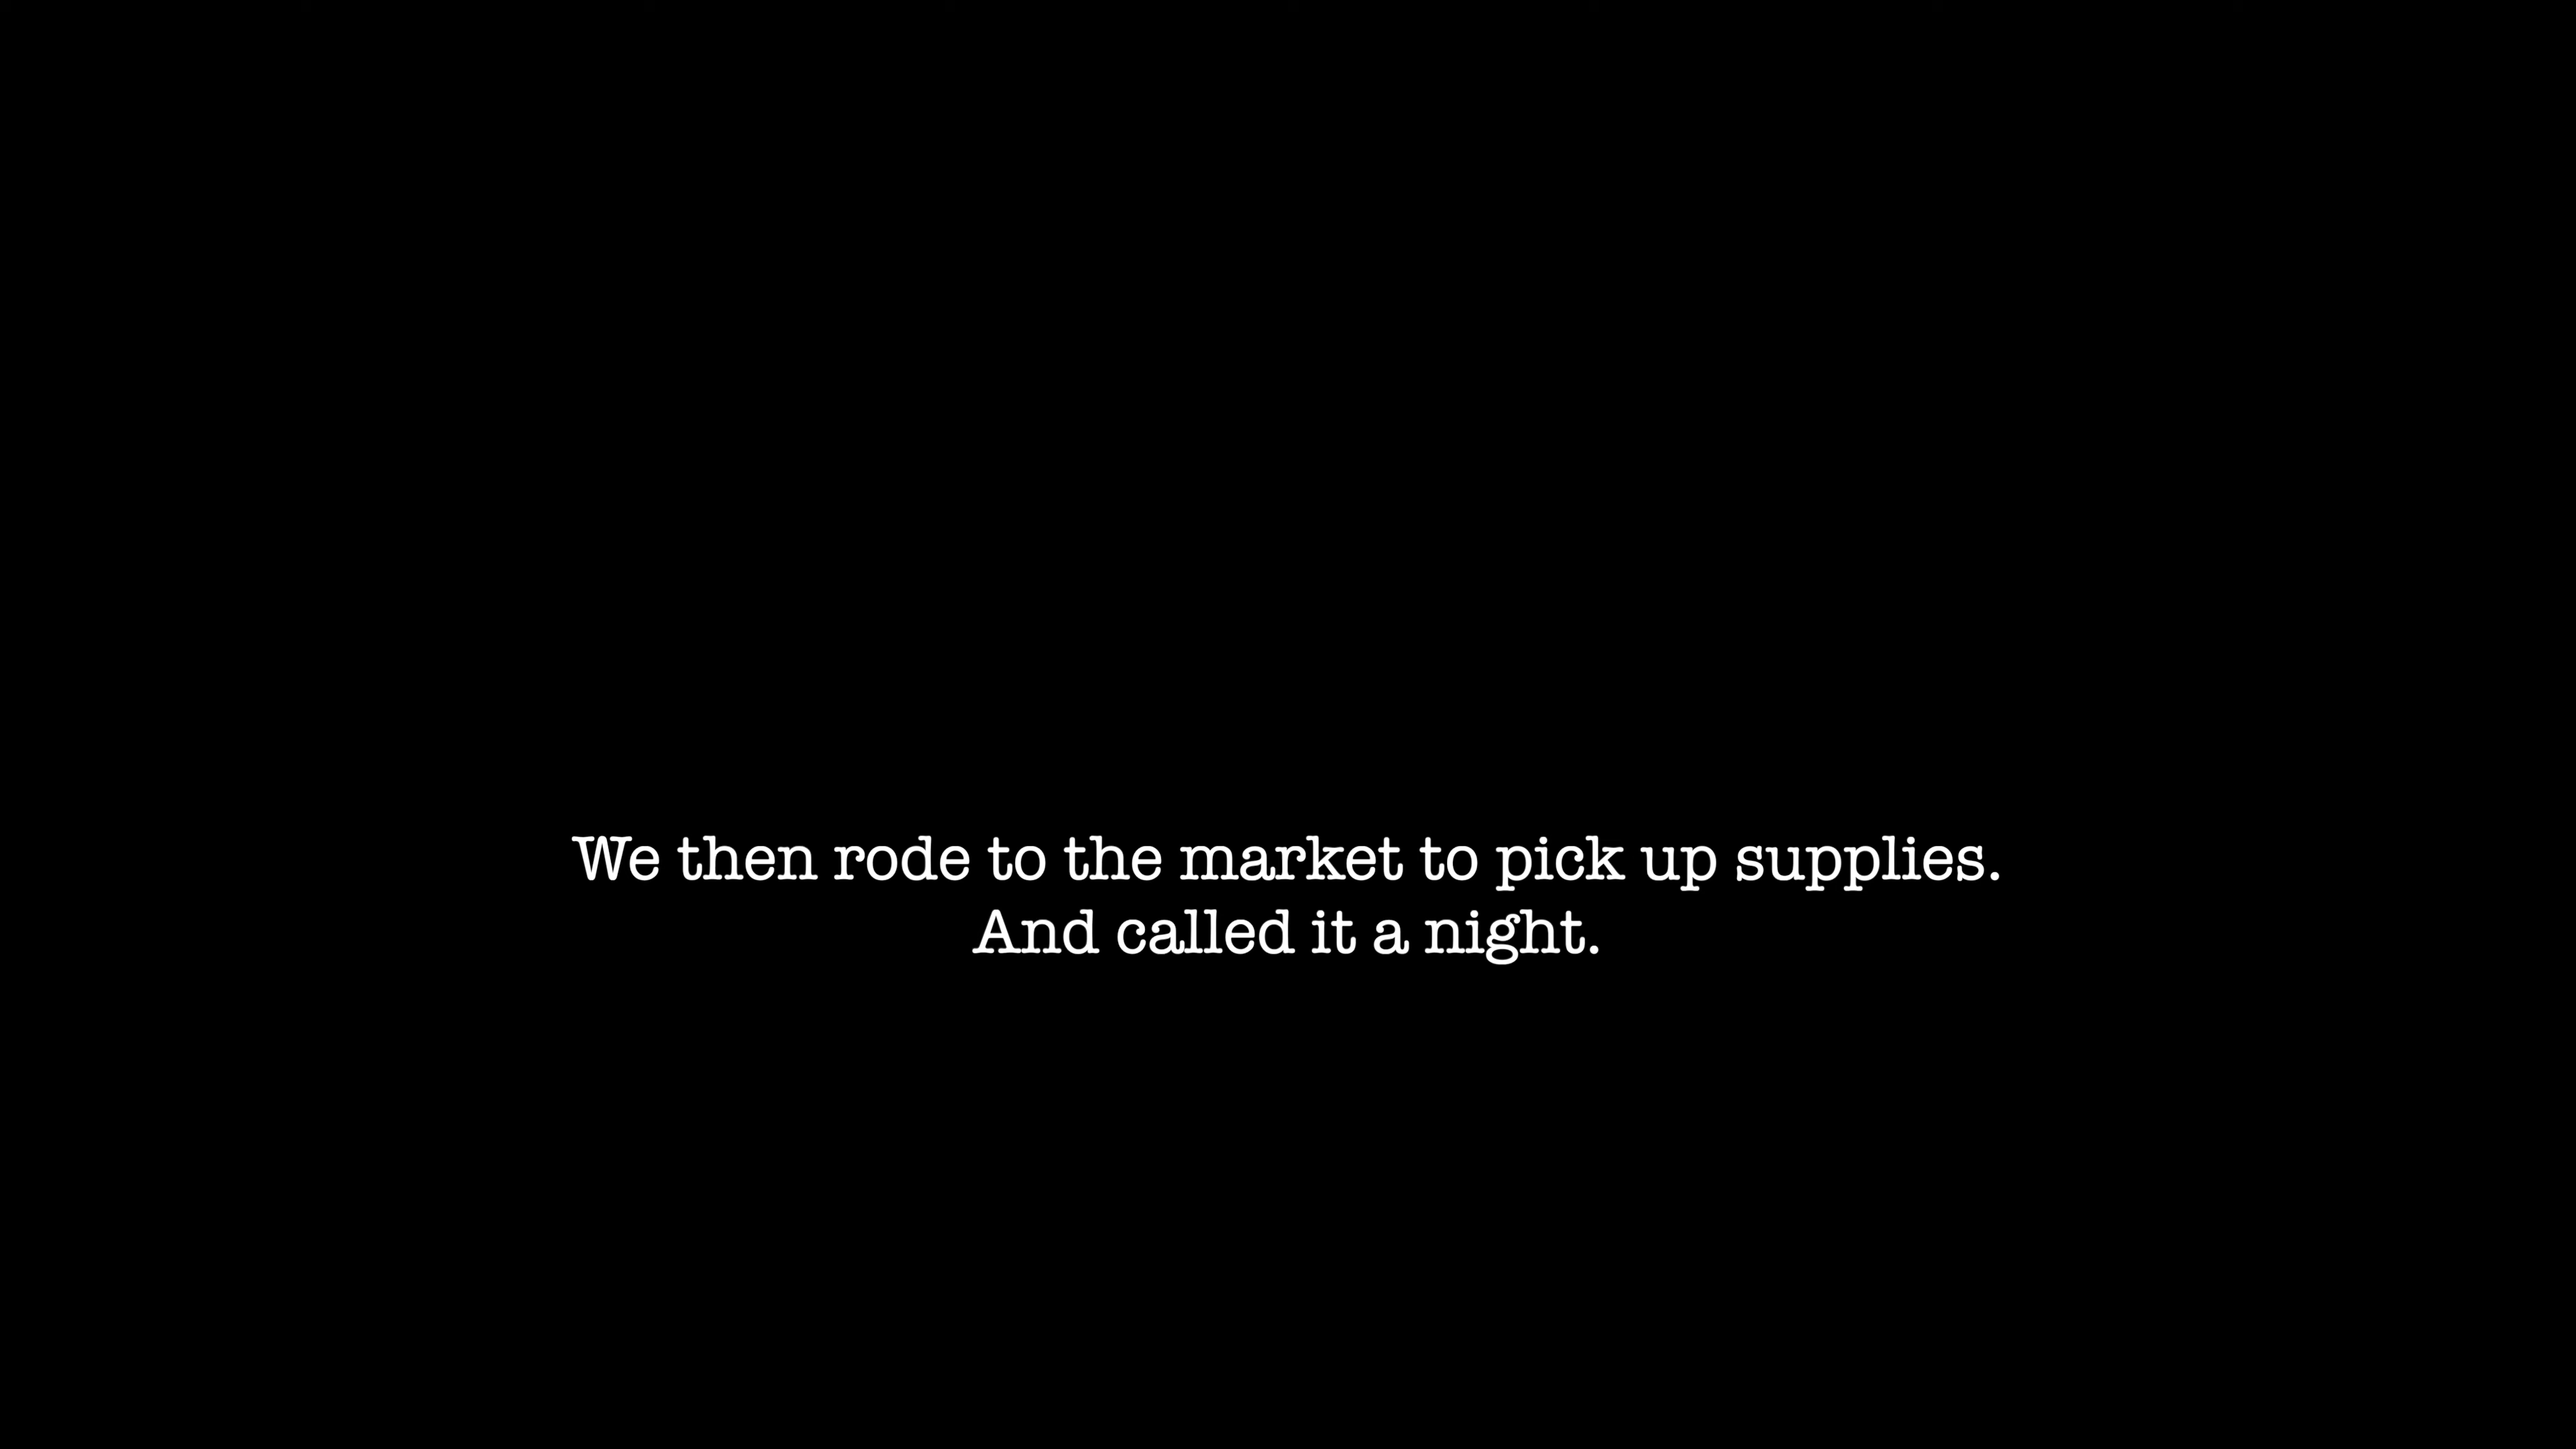 We then rode to the market to pick up supplies.
And called it a night.